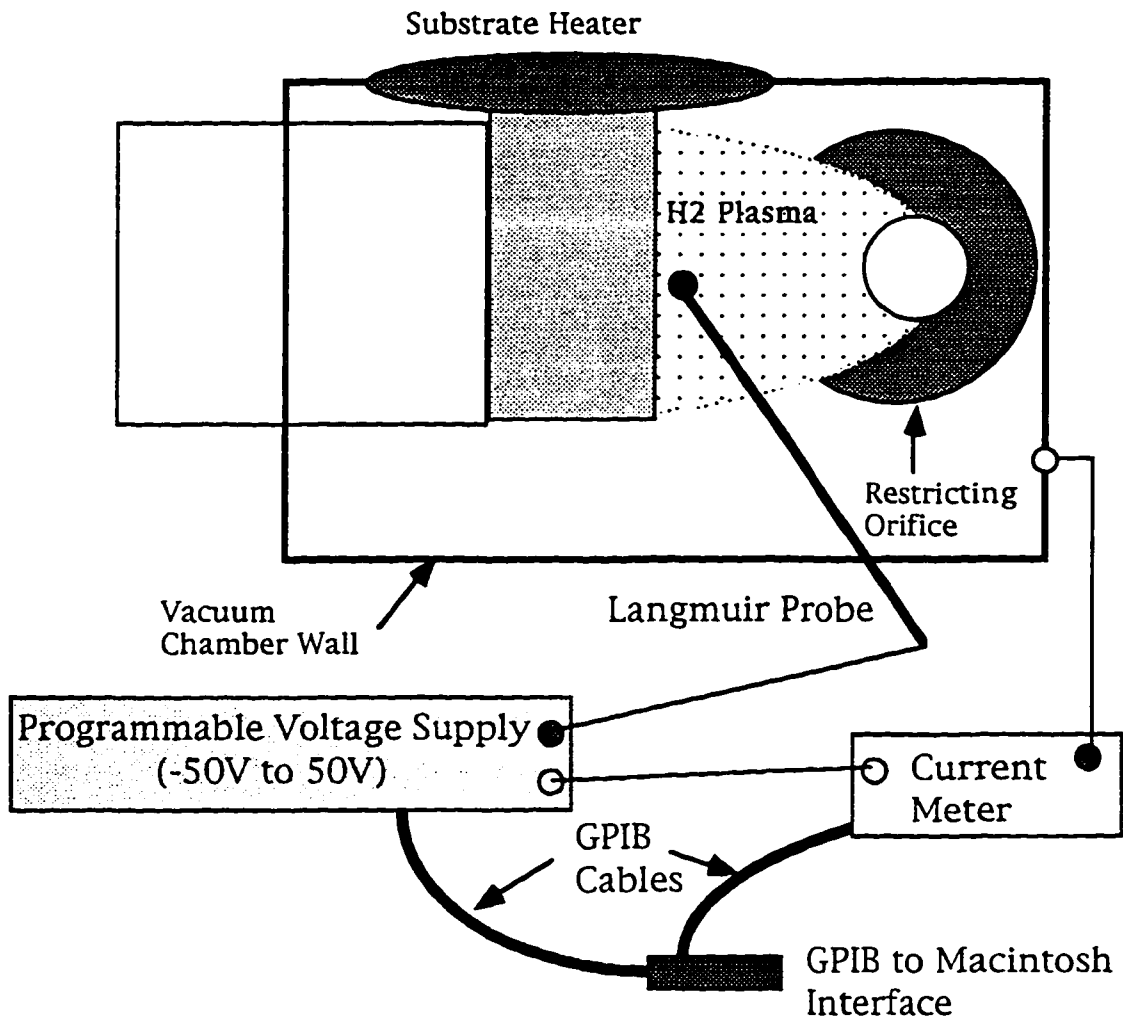 Substrate Heater
H2 Plasma
Restricting
Orifice
Vacuum
Chamber Wall
Langmuir Probe
Programmable Voltage Supply
(-50V to 50V)
Current
Meter
GPIB
Cables
GPIB to Macintosh
Interface